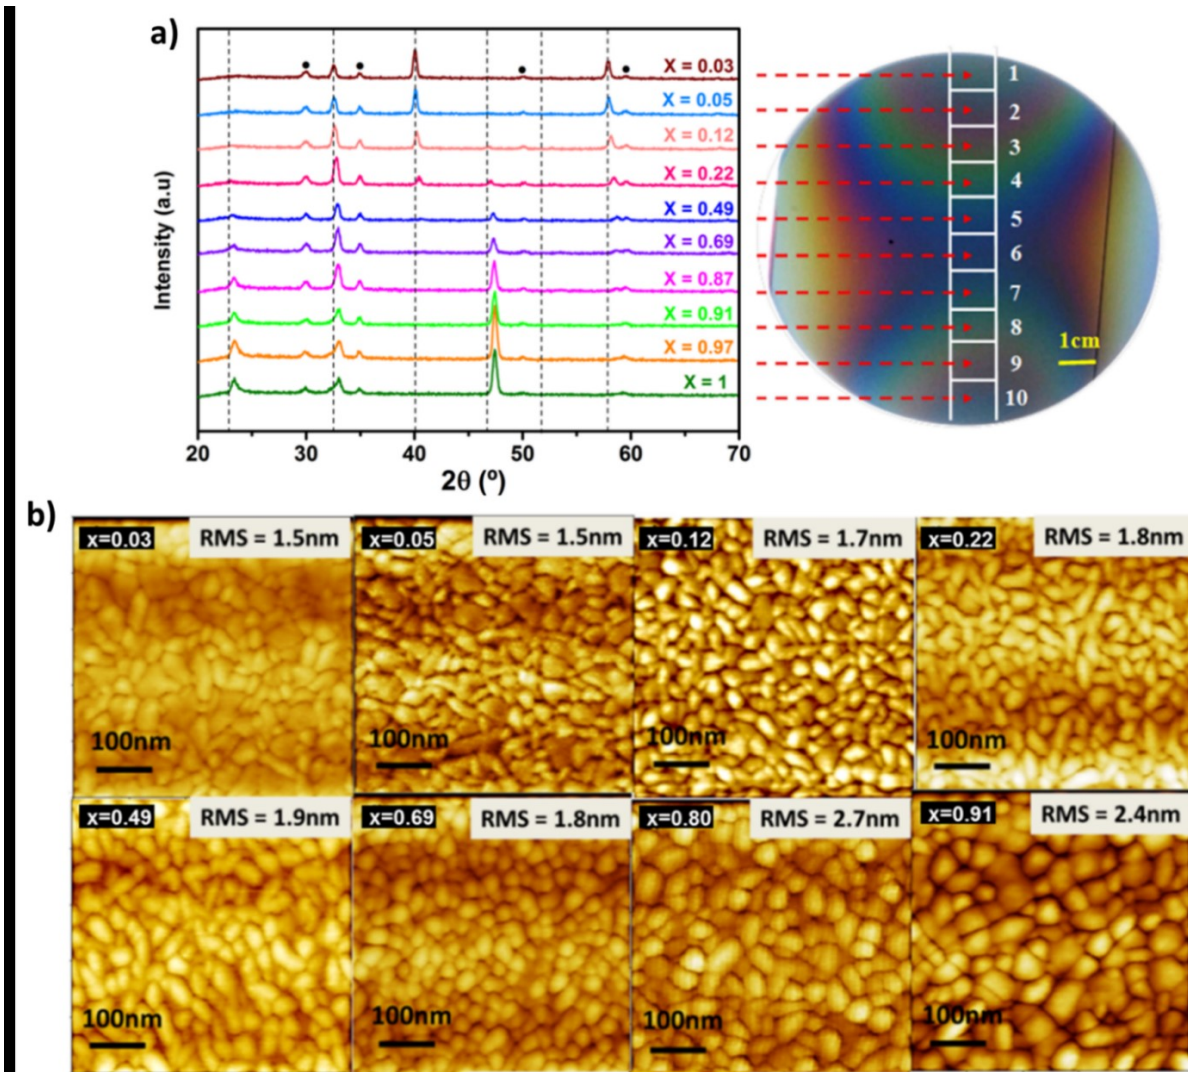 a)
X = 0.03
X = 0.05
X = 0.12
X = 0.22
X = 0.49
X = 0.69
X = 0.87
X = 0.91
X = 0.97
X = 1
Intensity (a.u)
20 30 40 50 60 70
2θ (º)
1
2
3
4
5
6
7
8
9
10
1cm
b)
x=0.03 RMS = 1.5nm
100nm
x=0.05 RMS = 1.5nm
100nm
x=0.12 RMS = 1.7nm
100nm
x=0.22 RMS = 1.8nm
100nm
x=0.49 RMS = 1.9nm
100nm
x=0.69 RMS = 1.8nm
100nm
x=0.80 RMS = 2.7nm
100nm
x=0.91 RMS = 2.4nm
100nm